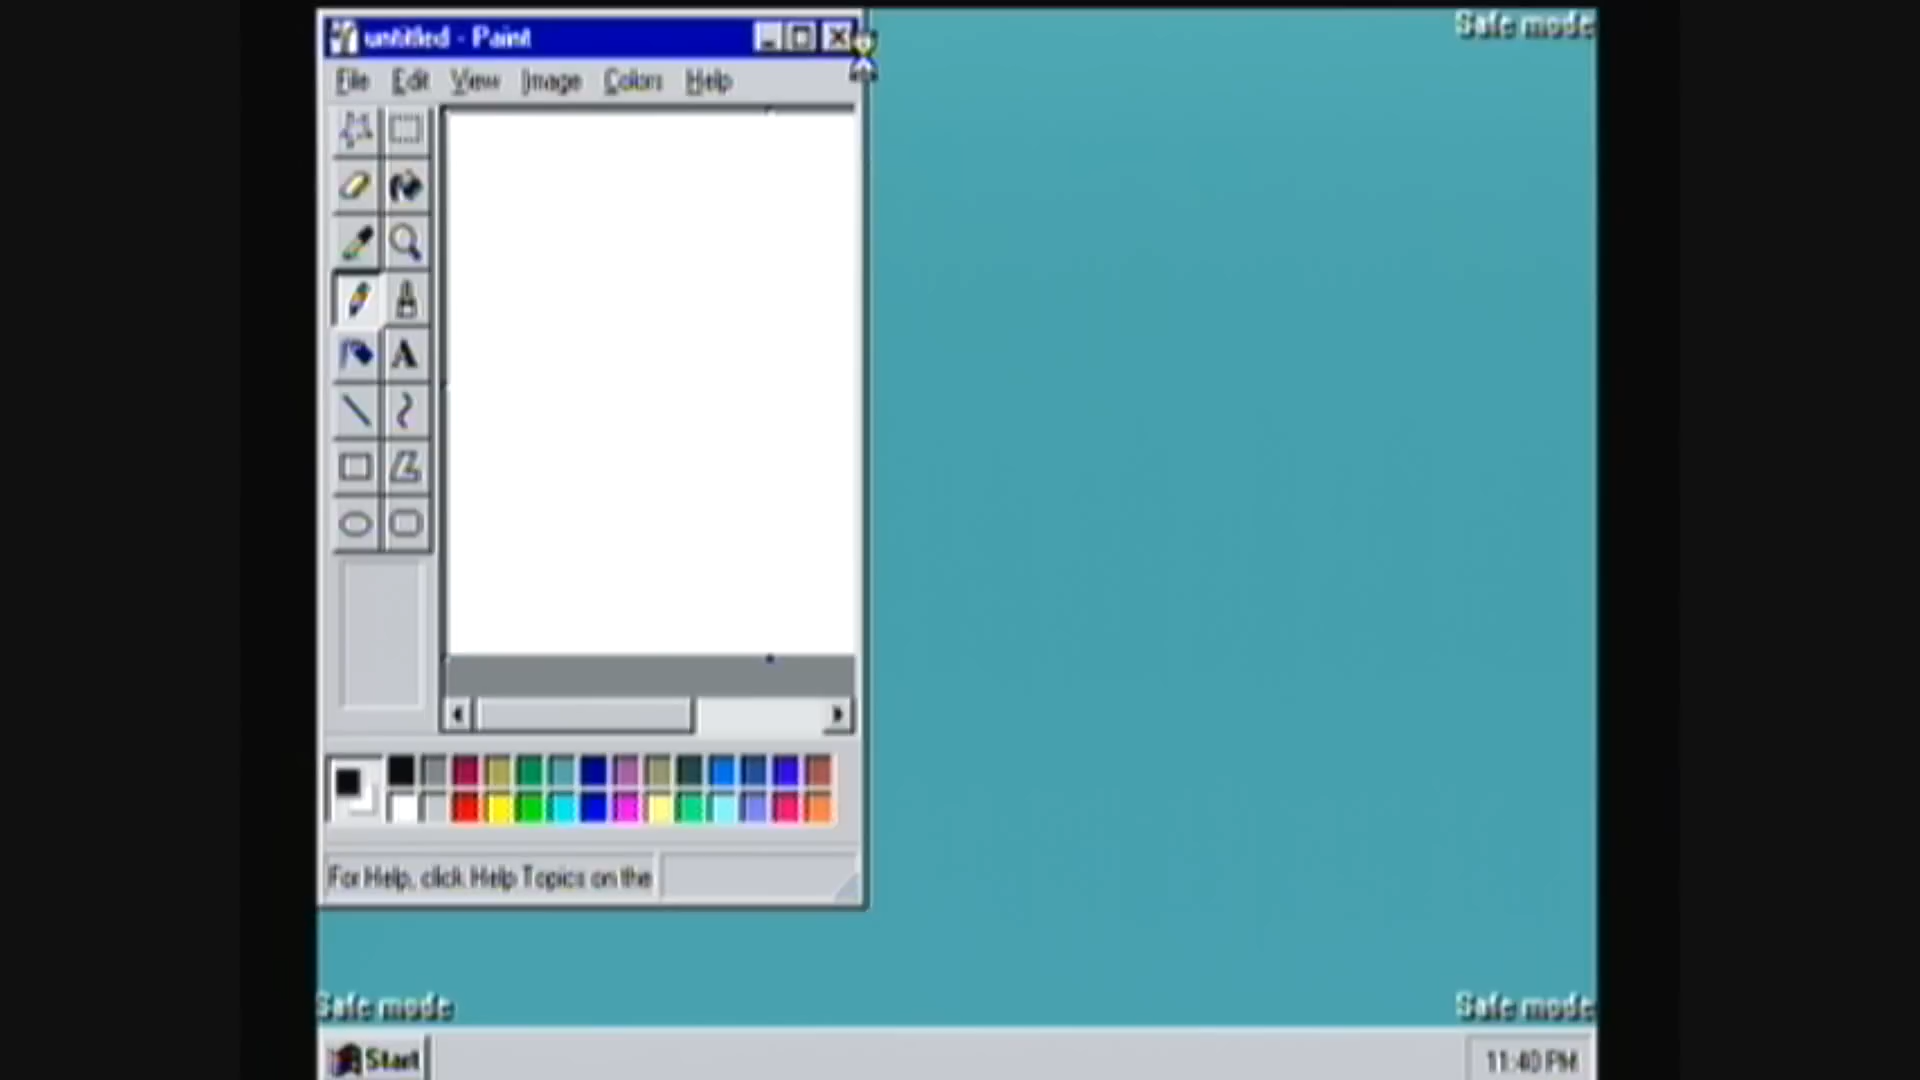 untitled - Paint
Safe mode
File Edit View Image Colors Help
A
For Help, click Help Topics on the
Safe mode
Safe mode
Start
11:40 PM